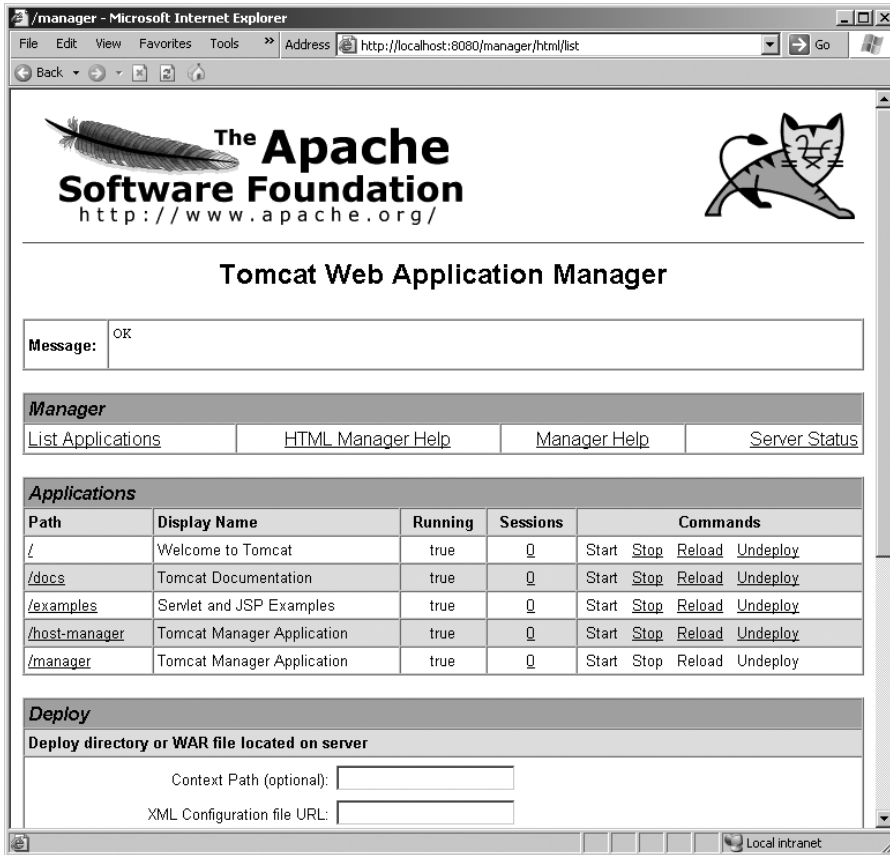 /manager - Microsoft Internet Explorer
File Edit View Favorites Tools » Address http://localhost:8080/manager/html/list Go
Back
The Apache
Software Foundation
http://www.apache.org/
Tomcat Web Application Manager
Message: OK
Manager
List Applications HTML Manager Help Manager Help Server Status
Applications
Path Display Name Running Sessions Commands
/ Welcome to Tomcat true 0 Start Stop Reload Undeploy
/docs Tomcat Documentation true 0 Start Stop Reload Undeploy
/examples Servlet and JSP Examples true 0 Start Stop Reload Undeploy
/host-manager Tomcat Manager Application true 0 Start Stop Reload Undeploy
/manager Tomcat Manager Application true 0 Start Stop Reload Undeploy
Deploy
Deploy directory or WAR file located on server
Context Path (optional):
XML Configuration file URL:
Local intranet